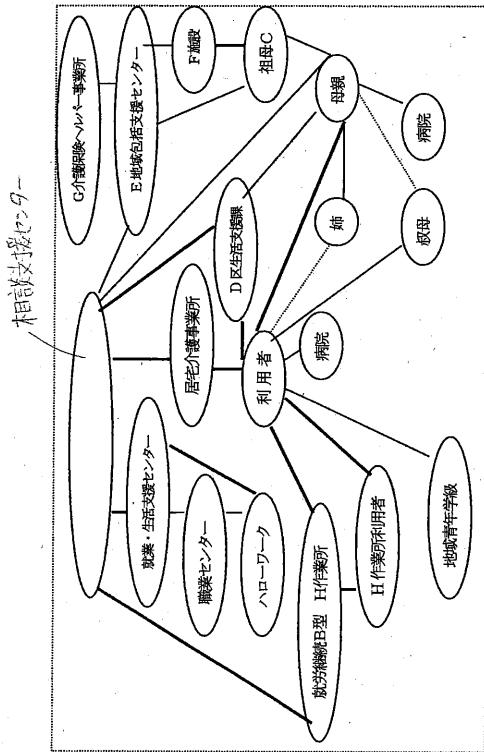 相談支援センター
G介護保険ヘルパー事業所
E地域包括支援センター
F施設
祖母C
母親
病院
D区生活支援課
姉
叔母
居宅介護事業所
利用者
病院
就業・生活支援センター
職業センター
ハローワーク
就労継続B型 H作業所
H作業所利用者
地域青年学級